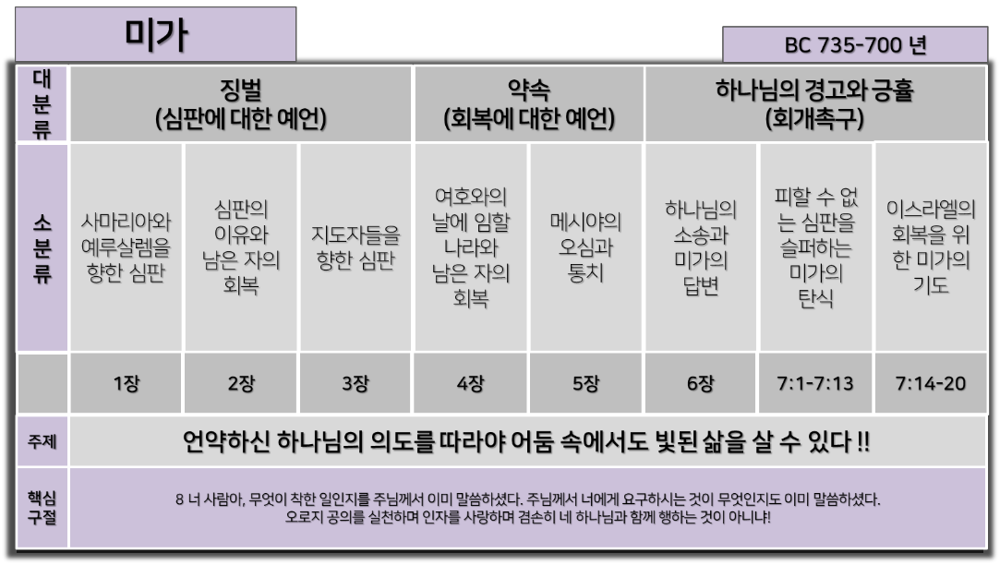 미가
BC 735-700 년
대
분
류
징벌
(심판에 대한 예언)
약속
(회복에 대한 예언)
하나님의 경고와 긍휼
(회개촉구)
소
분
류
사마리아와
예루살렘을
향한 심판
심판의
이유와
남은 자의
회복
지도자들을
향한 심판
여호와의
날에 임할
나라와
남은 자의
회복
메시야의
오심과
통치
하나님의
소송과
미가의
답변
피할 수 없
는 심판을
슬퍼하는
미가의
탄식
이스라엘의
회복을 위
한 미가의
기도
1장
2장
3장
4장
5장
6장
7:1-7:13
7:14-20
주제
언약하신 하나님의 의도를 따라야 어둠 속에서도 빛된 삶을 살 수 있다 !!
핵심
구절
8 너 사람아, 무엇이 착한 일인지를 주님께서 이미 말씀하셨다. 주님께서 너에게 요구하시는 것이 무엇인지도 이미 말씀하셨다.
오로지 공의를 실천하며 인자를 사랑하며 겸손히 네 하나님과 함께 행하는 것이 아니냐!